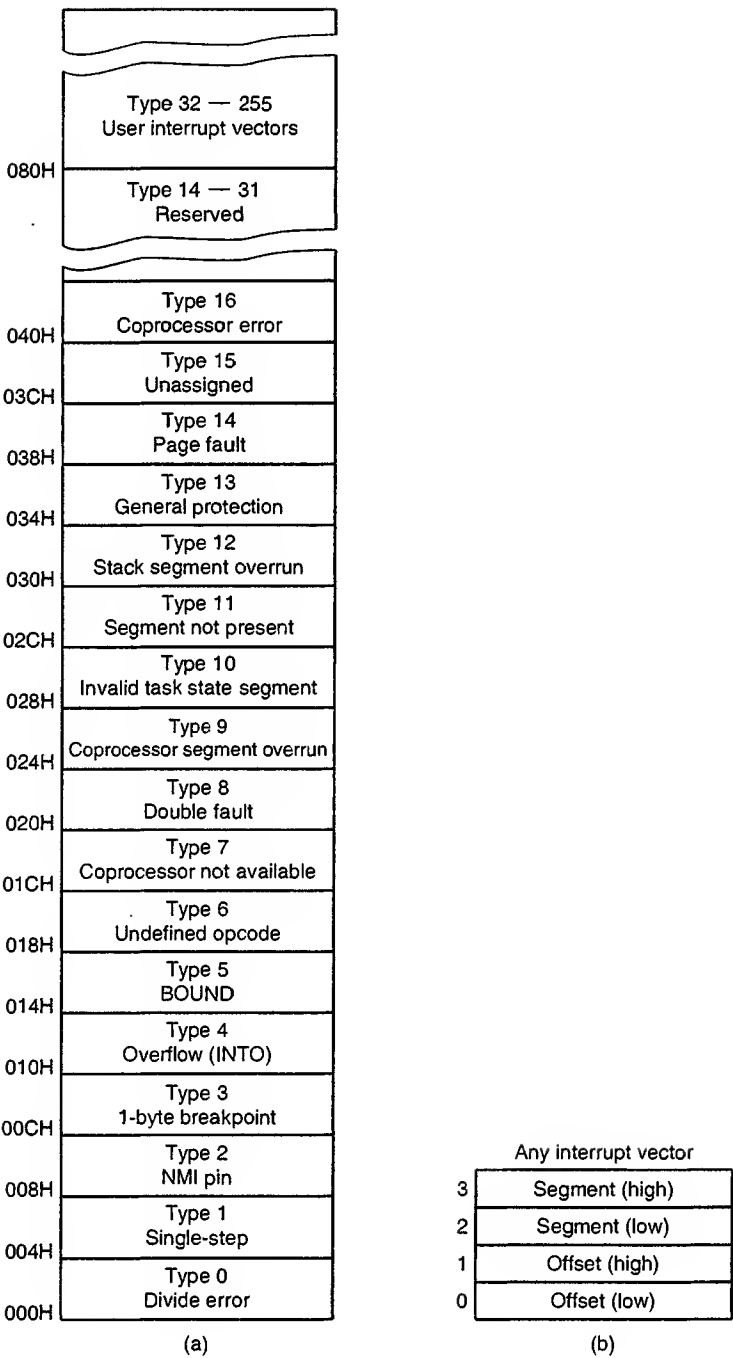 Type 32 — 255
User interrupt vectors
080H
Type 14 — 31
Reserved
Type 16
Coprocessor error
040H
Type 15
Unassigned
03CH
Type 14
Page fault
038H
Type 13
General protection
034H
Type 12
Stack segment overrun
030H
Type 11
Segment not present
02CH
Type 10
Invalid task state segment
028H
Type 9
Coprocessor segment overrun
024H
Type 8
Double fault
020H
Type 7
Coprocessor not available
01CH
Type 6
Undefined opcode
018H
Type 5
BOUND
014H
Type 4
Overflow (INTO)
010H
Type 3
1-byte breakpoint
00CH
Type 2
NMI pin
008H
Type 1
Single-step
004H
Type 0
Divide error
000H
(a)
Any interrupt vector
3 Segment (high)
2 Segment (low)
1 Offset (high)
0 Offset (low)
(b)